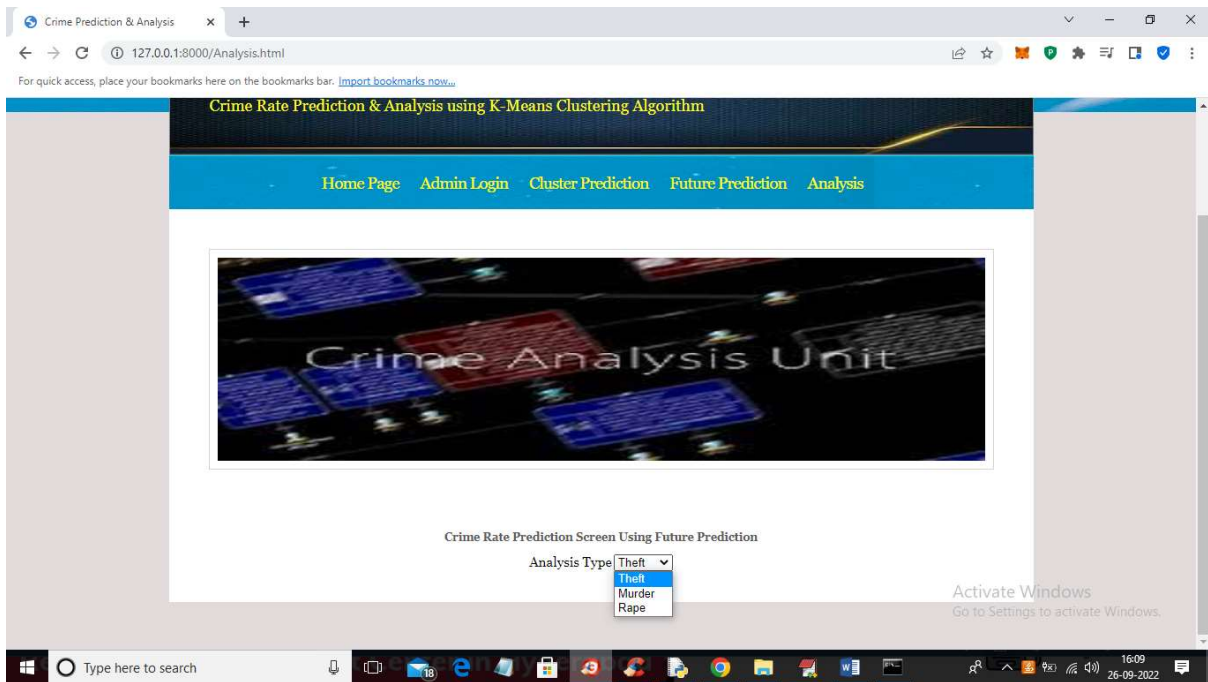 Crime Prediction & Analysis
127.0.0.1:8000/Analysis.html
For quick access, place your bookmarks here on the bookmarks bar. Import bookmarks now...
Crime Rate Prediction & Analysis using K-Means Clustering Algorithm
Home Page Admin Login Cluster Prediction Future Prediction Analysis
Crime Analysis Unit
Crime Rate Prediction Screen Using Future Prediction
Analysis Type Theft
Theft
Murder
Rape
Activate Windows
Go to Settings to activate Windows.
Type here to search
18
16:09
26-09-2022